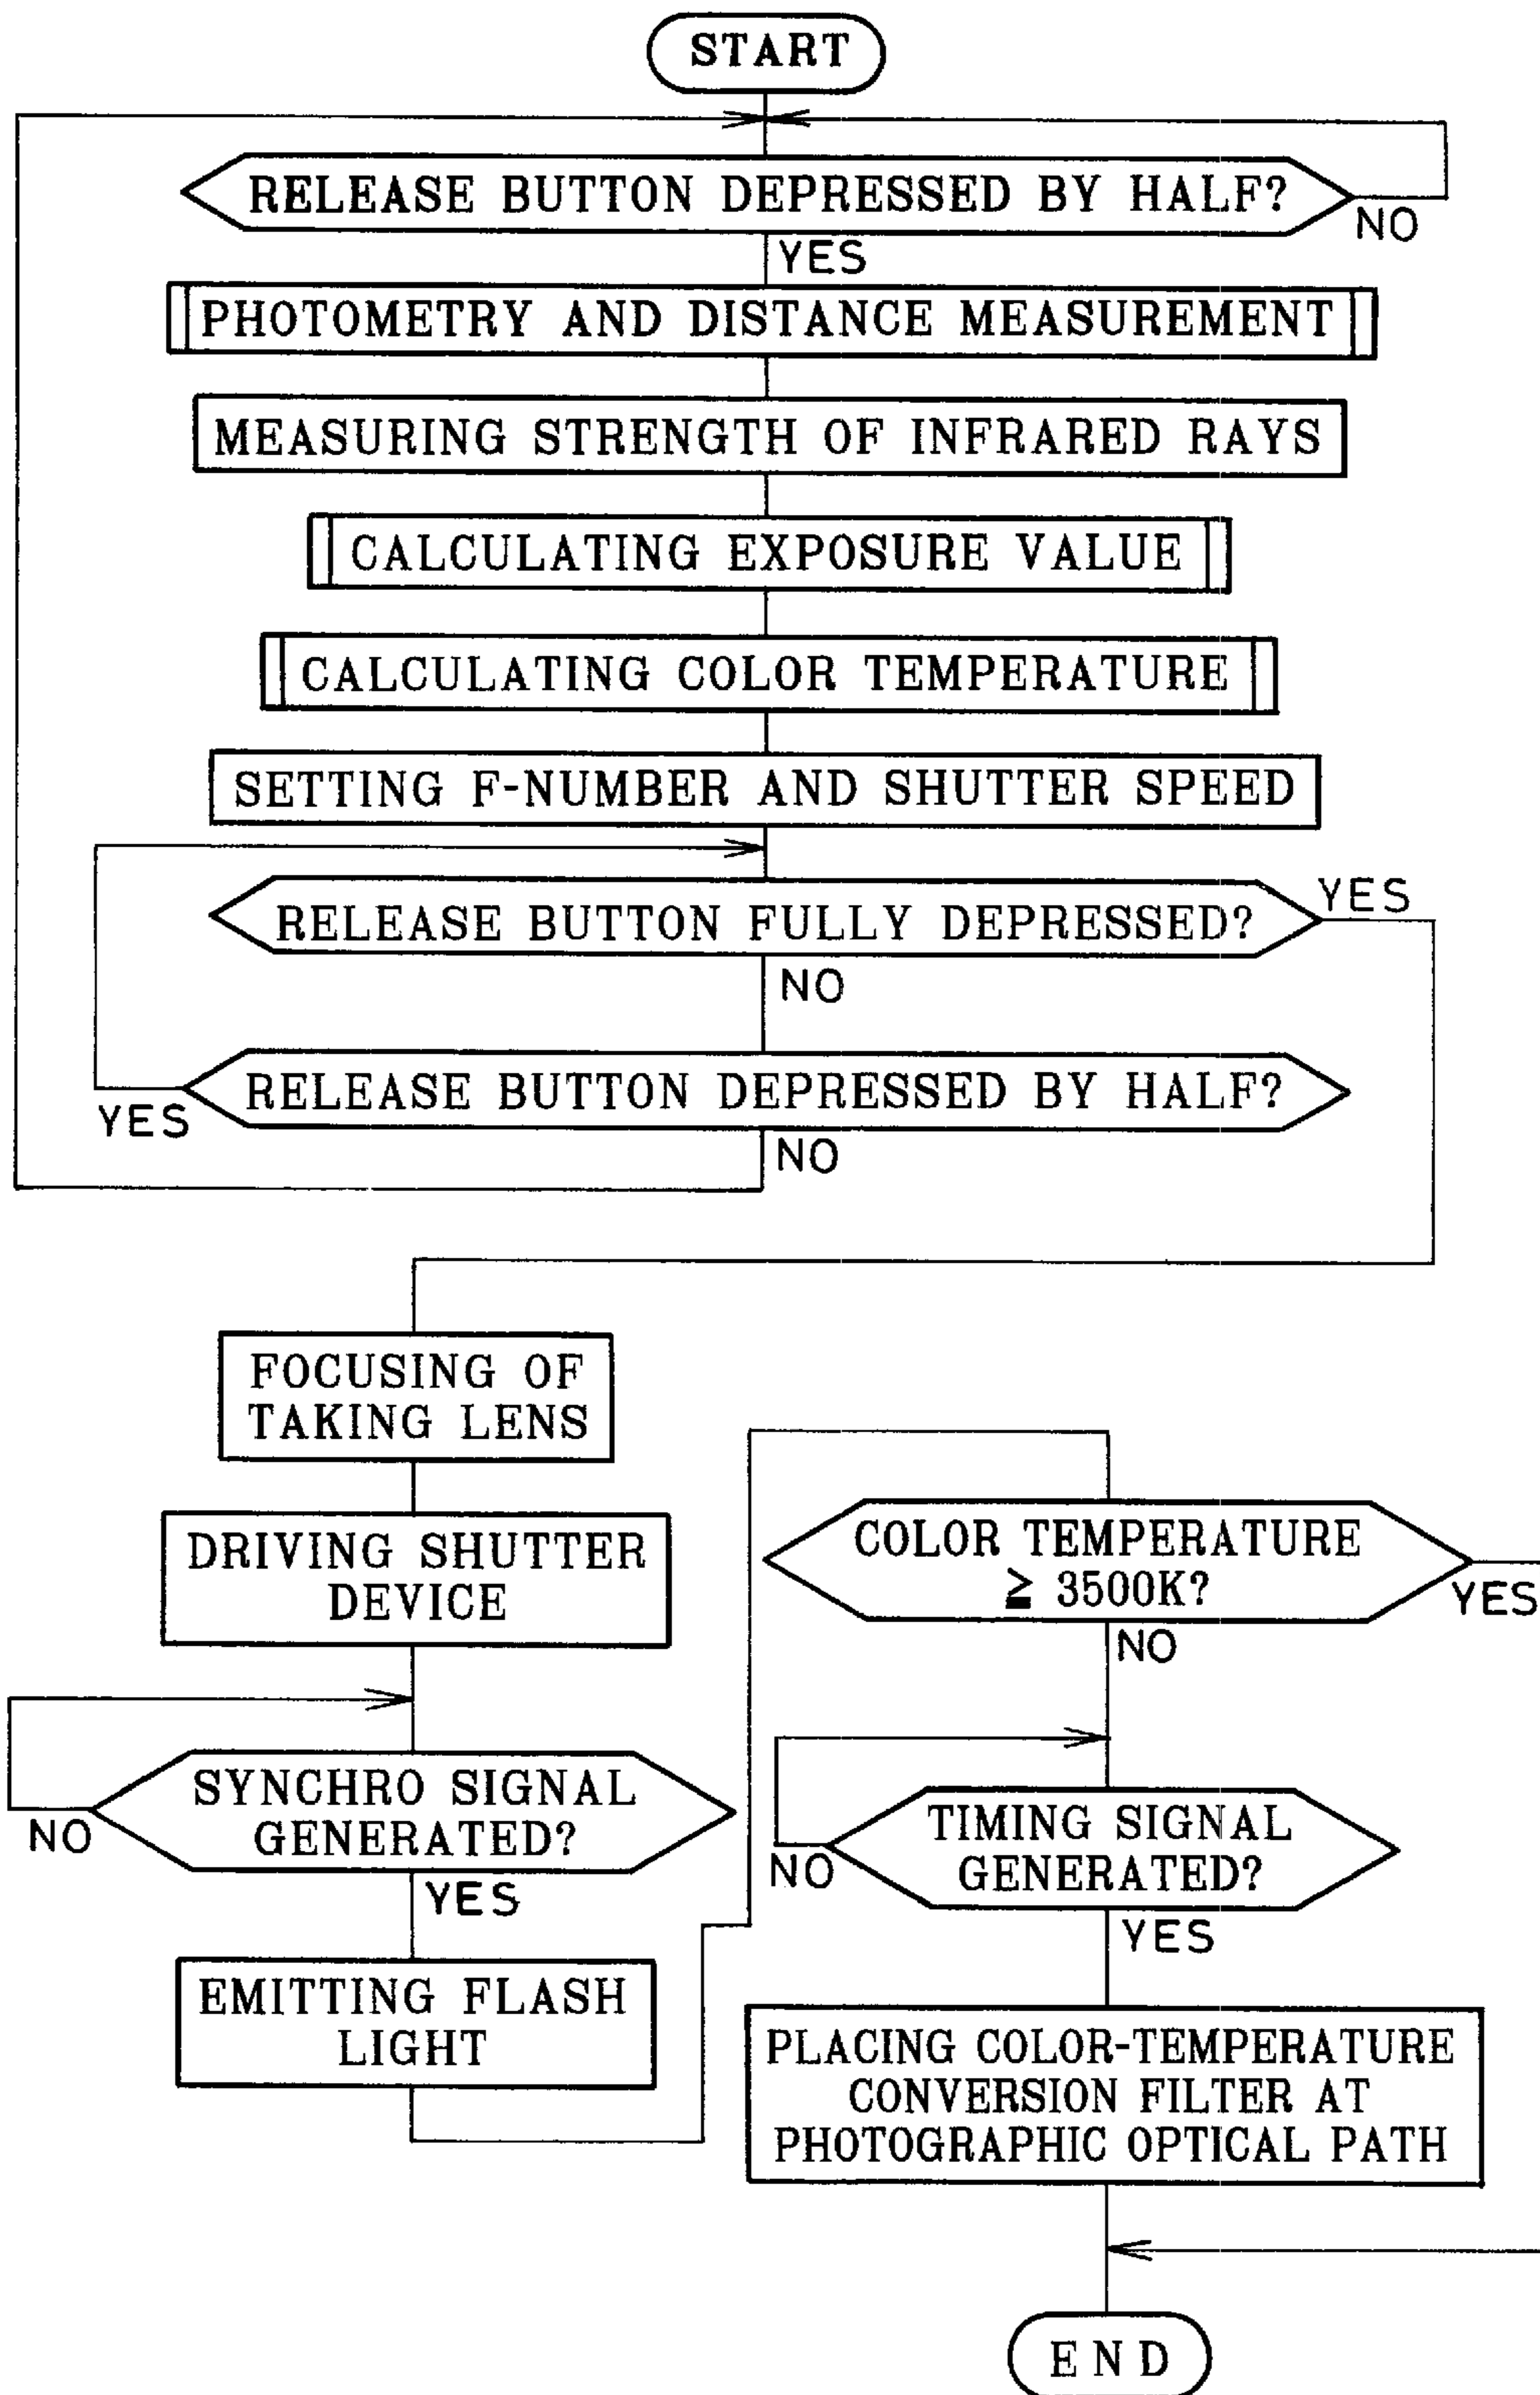 START
RELEASE BUTTON DEPRESSED BY HALF?
NO
YES
PHOTOMETRY AND DISTANCE MEASUREMENT
MEASURING STRENGTH OF INFRARED RAYS
CALCULATING EXPOSURE VALUE
CALCULATING COLOR TEMPERATURE
SETTING F-NUMBER AND SHUTTER SPEED
RELEASE BUTTON FULLY DEPRESSED?
YES
NO
RELEASE BUTTON DEPRESSED BY HALF?
YES
NO
FOCUSING OF
TAKING LENS
DRIVING SHUTTER
DEVICE
SYNCHRO SIGNAL
GENERATED?
NO
YES
EMITTING FLASH
LIGHT
COLOR TEMPERATURE
≧ 3500K?
YES
NO
TIMING SIGNAL
GENERATED?
NO
YES
PLACING COLOR-TEMPERATURE
CONVERSION FILTER AT
PHOTOGRAPHIC OPTICAL PATH
END